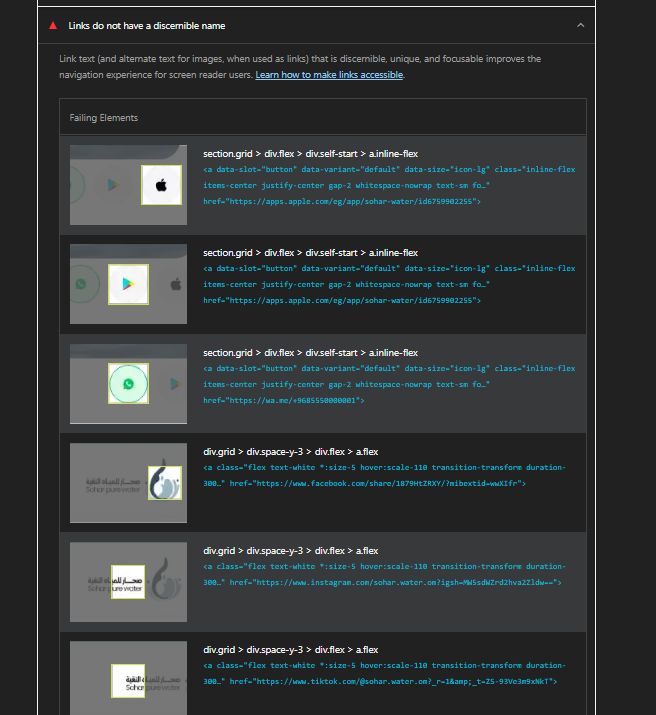 Links do not have a discernible name
Link text (and alternate text for images, when used as links) that is discernible, unique, and focusable improves the
navigation experience for screen reader users. Learn how to make links accessible.
Failing Elements
section.grid > div.flex > div.self-start > a.inline-flex
<a data-slot="button" data-variant="default" data-size="icon-lg" class="inline-flex
items-center justify-center gap-2 whitespace-nowrap text-sm fo…"
href="https://apps.apple.com/eg/app/sohar-water/id6759902255">
section.grid > div.flex > div.self-start > a.inline-flex
<a data-slot="button" data-variant="default" data-size="icon-lg" class="inline-flex
items-center justify-center gap-2 whitespace-nowrap text-sm fo…"
href="https://apps.apple.com/eg/app/sohar-water/id6759902255">
section.grid > div.flex > div.self-start > a.inline-flex
<a data-slot="button" data-variant="default" data-size="icon-lg" class="inline-flex
items-center justify-center gap-2 whitespace-nowrap text-sm fo…"
href="https://wa.me/+9685550000001">
صحار للمياه النقية
Sohar pure water
div.grid > div.space-y-3 > div.flex > a.flex
<a class="flex text-white *:size-5 hover:scale-110 transition-transform duration-
300…" href="https://www.facebook.com/share/1879HtZRXY/?mibextid=wwXIfr">
صحار للمياه النقية
Sohar pure water
div.grid > div.space-y-3 > div.flex > a.flex
<a class="flex text-white *:size-5 hover:scale-110 transition-transform duration-
300…" href="https://www.instagram.com/sohar.water.om?igsh=MW5sdWZrd2hva2Zldw==">
صحار للمياه النقية
Sohar pure water
div.grid > div.space-y-3 > div.flex > a.flex
<a class="flex text-white *:size-5 hover:scale-110 transition-transform duration-
300…" href="https://www.tiktok.com/@sohar.water.om?_r=1&amp;_t=ZS-93Ve3m9xNkT">